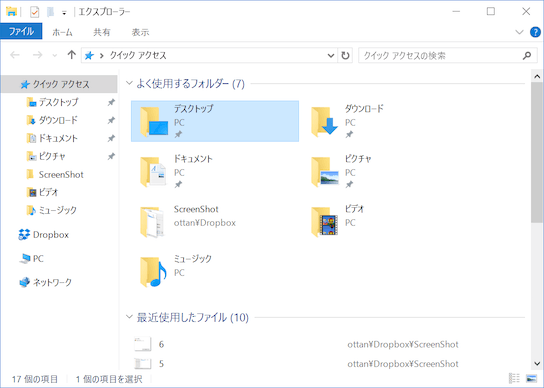 エクスプローラー
ファイル ホーム 共有 表示
クイック アクセス
クイック アクセスの検索
クイック アクセス
デスクトップ
ダウンロード
ドキュメント
ピクチャ
ScreenShot
ビデオ
ミュージック
Dropbox
PC
ネットワーク
よく使用するフォルダー (7)
デスクトップ
PC
ダウンロード
PC
ドキュメント
PC
ピクチャ
PC
ScreenShot
ottan¥Dropbox
ビデオ
PC
ミュージック
PC
最近使用したファイル (10)
6 ottan¥Dropbox¥ScreenShot
5 ottan¥Dropbox¥ScreenShot
17 個の項目 1 個の項目を選択